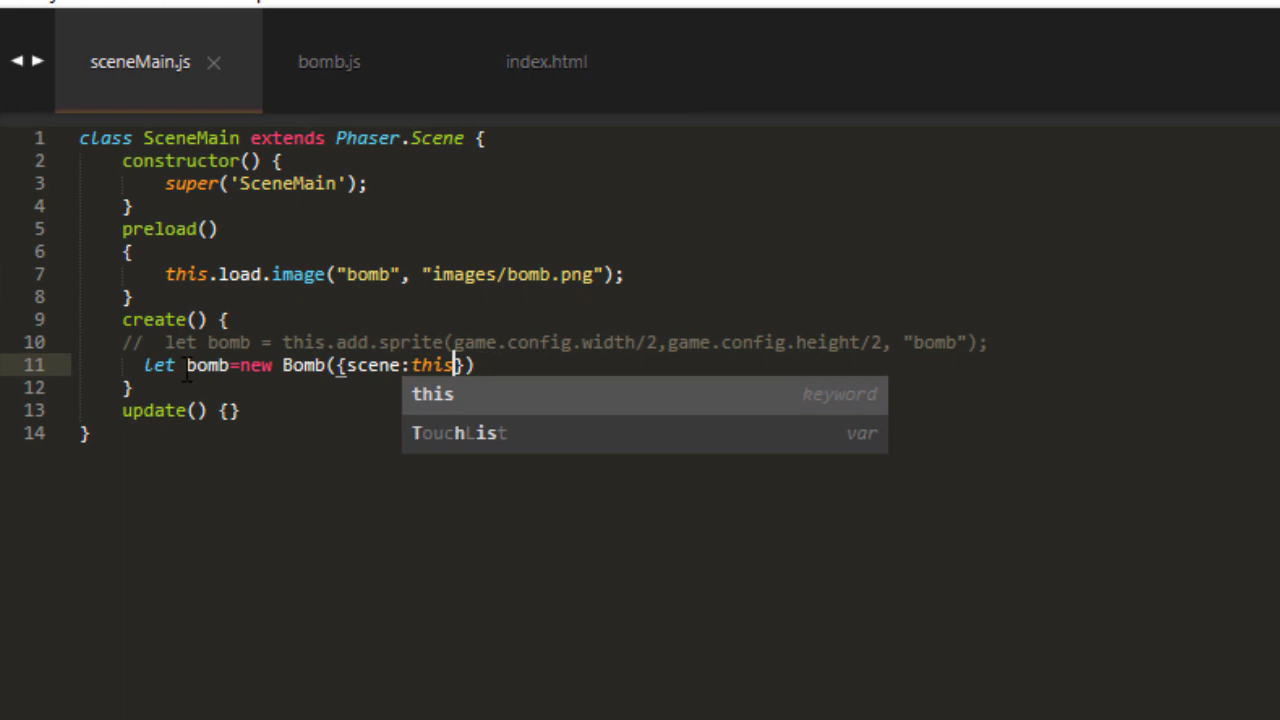 sceneMain.js bomb.js index.html
1 class SceneMain extends Phaser.Scene {
2 constructor() {
3 super('SceneMain');
4 }
5 preload()
6 {
7 this.load.image("bomb", "images/bomb.png");
8 }
9 create() {
10 // let bomb = this.add.sprite(game.config.width/2,game.config.height/2, "bomb");
11 let bomb=new Bomb({scene:this})
12 }
this keyword
13 update() {}
TouchList var
14 }